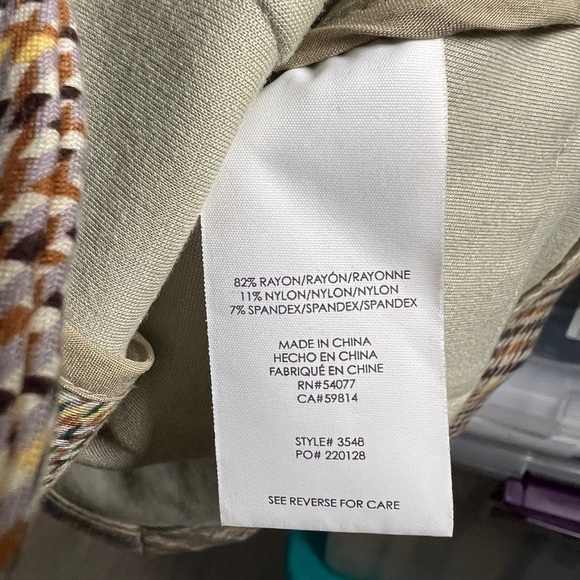 82% RAYON/RAYÓN/RAYONNE
11% NYLON/NYLON/NYLON
7% SPANDEX/SPANDEX/SPANDEX
MADE IN CHINA
HECHO EN CHINA
FABRIQUÉ EN CHINE
RN#54077
CA#59814
STYLE# 3548
PO# 220128
SEE REVERSE FOR CARE